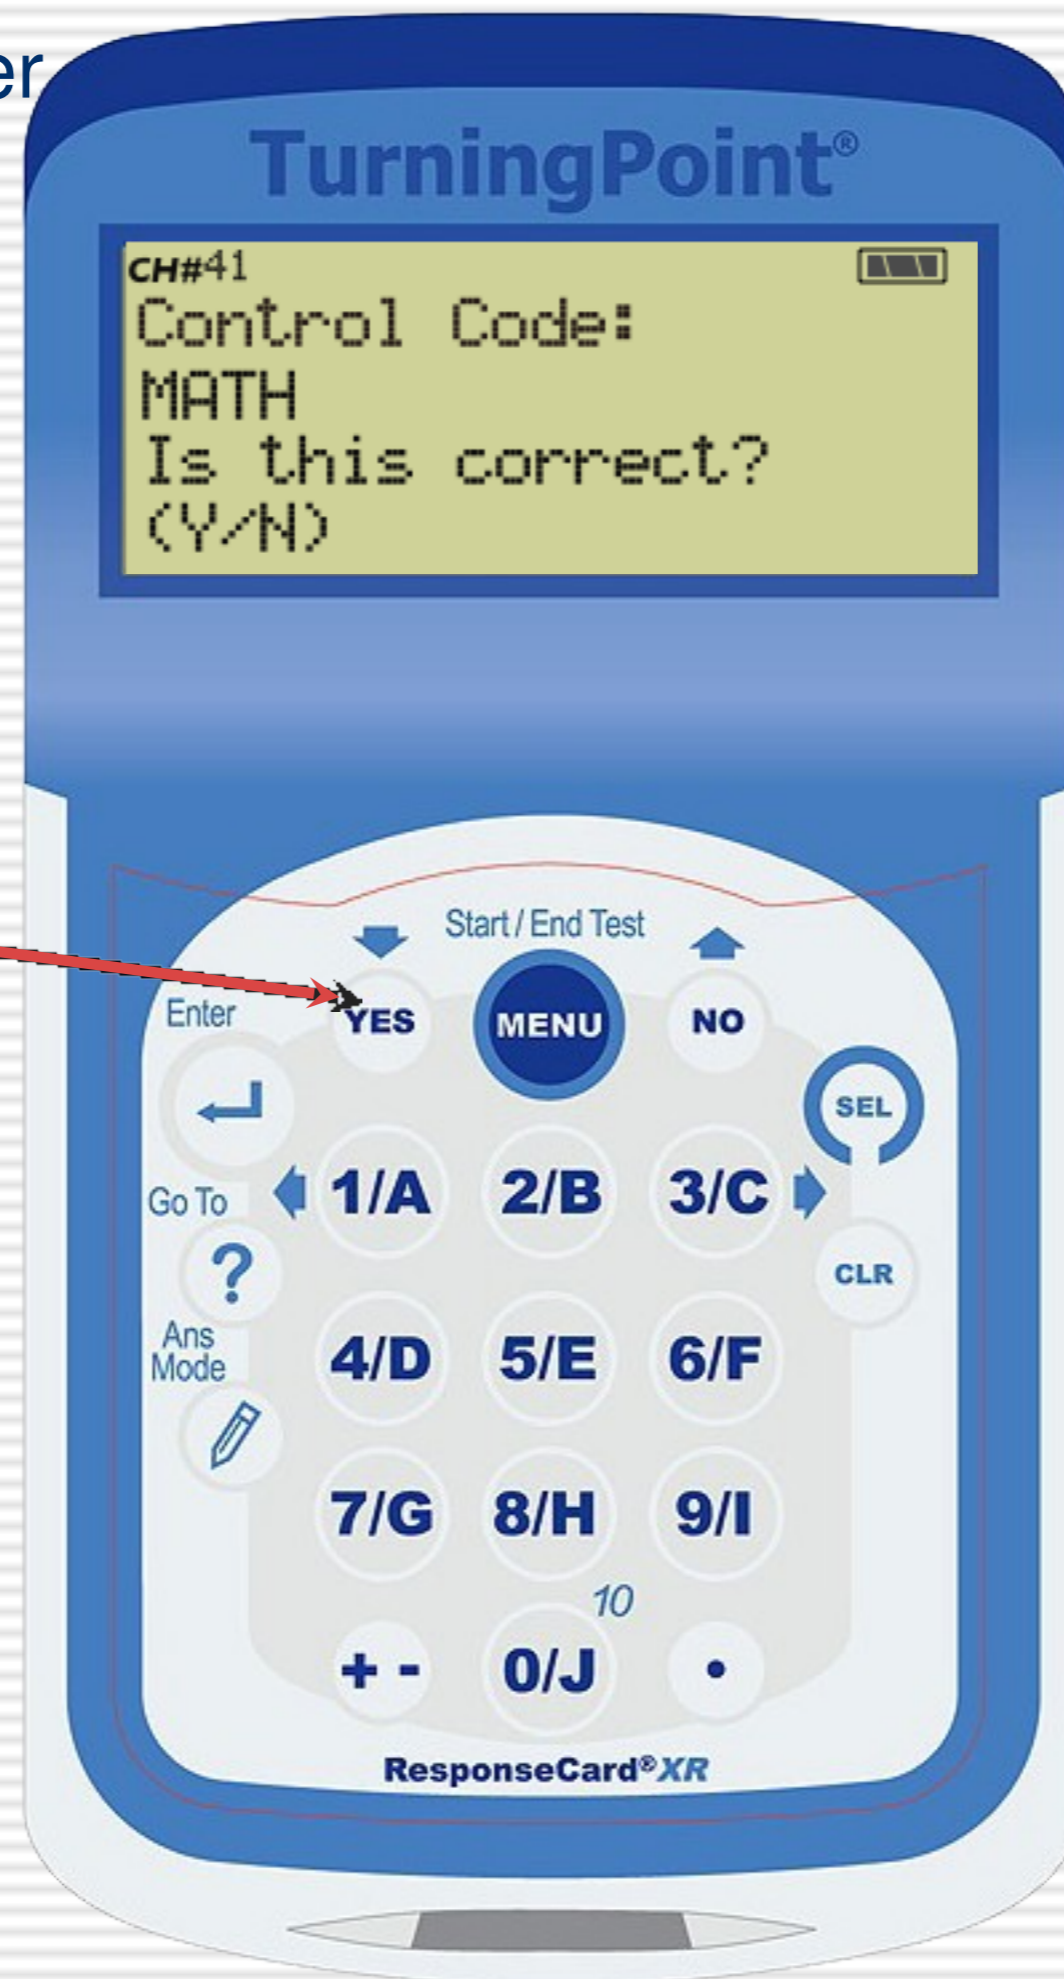 er
TurningPoint®
CH#41
Control Code:
MATH
Is this correct?
(Y/N)
Start / End Test
Enter
YES MENU NO
SEL
Go To
1/A 2/B 3/C
?
CLR
Ans
Mode
4/D 5/E 6/F
7/G 8/H 9/I
10
+ - 0/J •
ResponseCard® XR